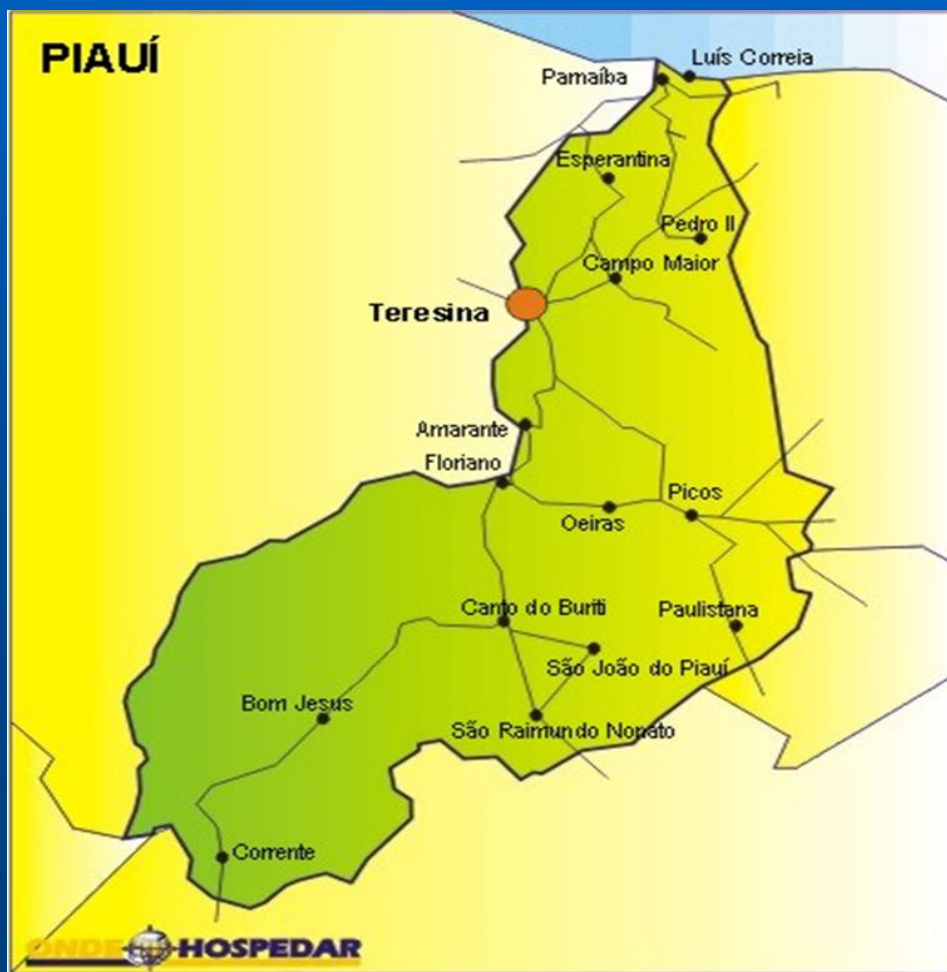 PIAUÍ
Luís Correia
Parnaíba
Esperantina
Pedro II
Campo Maior
Teresina
Amarante
Floriano
Picos
Oeiras
Canto do Buriti
Paulistana
São João do Piauí
Bom Jesus
São Raimundo Nonato
Corrente
ONDE HOSPEDAR